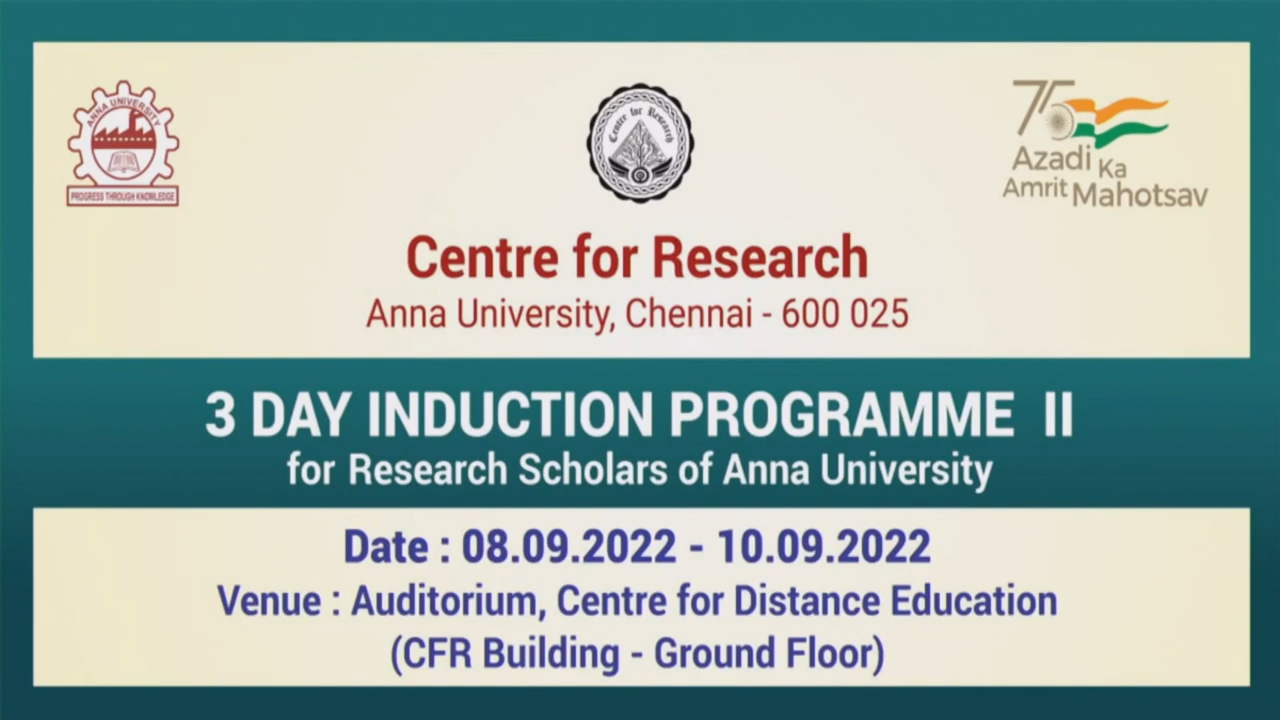 ANNA UNIVERSITY
PROGRESS THROUGH KNOWLEDGE
Centre for Research
75
Azadi Ka
Amrit Mahotsav
Centre for Research
Anna University, Chennai - 600 025
3 DAY INDUCTION PROGRAMME II
for Research Scholars of Anna University
Date : 08.09.2022 - 10.09.2022
Venue : Auditorium, Centre for Distance Education
(CFR Building - Ground Floor)